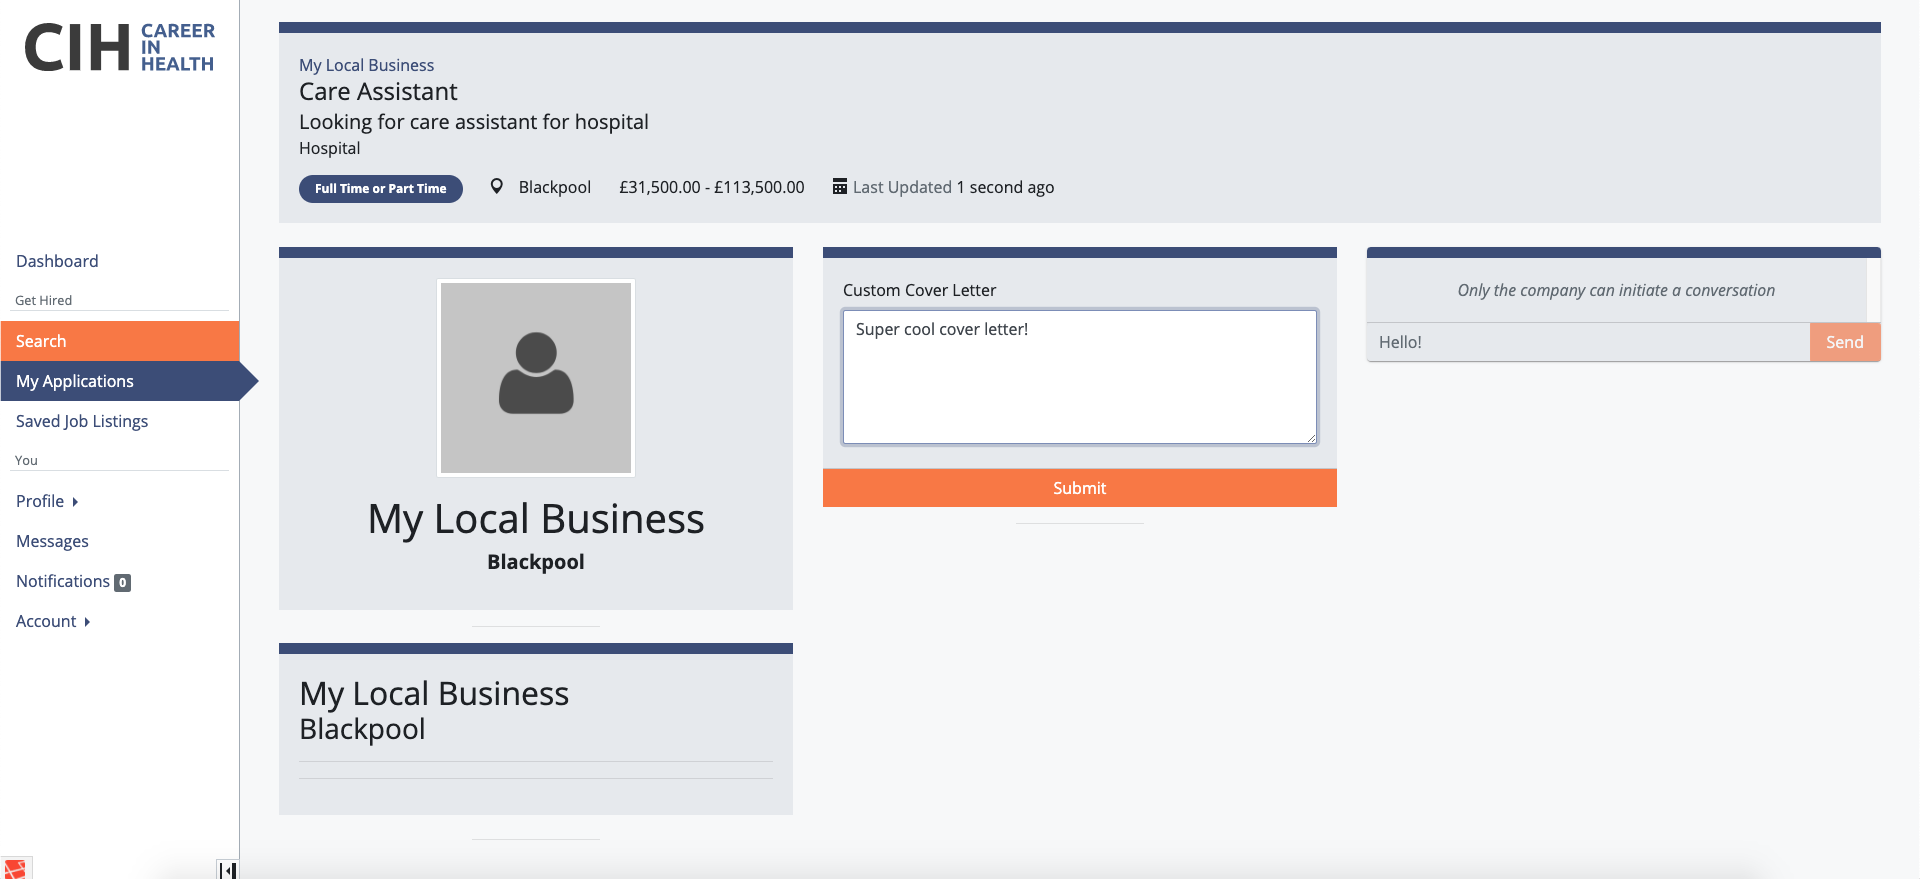 CIH CAREER
IN
HEALTH
Dashboard
Get Hired
Search
My Applications
Saved Job Listings
You
Profile
Messages
Notifications 0
Account
My Local Business
Care Assistant
Looking for care assistant for hospital
Hospital
Full Time or Part Time Blackpool £31,500.00 - £113,500.00 Last Updated 1 second ago
My Local Business
Blackpool
My Local Business
Blackpool
Custom Cover Letter
Super cool cover letter!
Submit
Only the company can initiate a conversation
Hello! Send